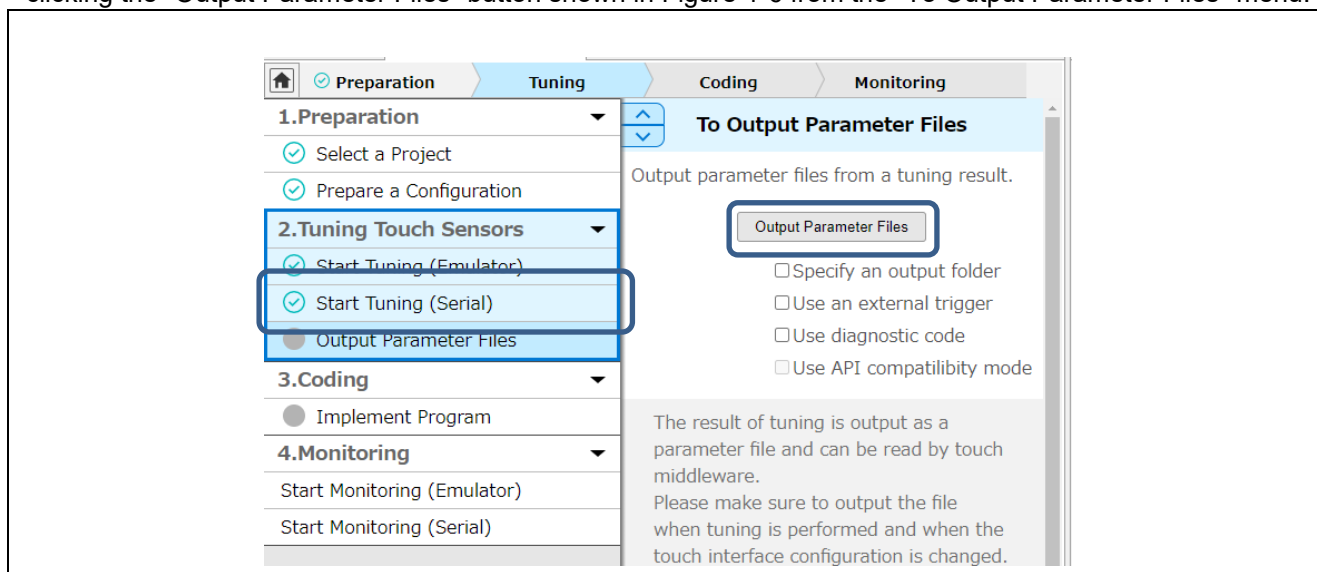 clicking the "Output Parameter Files" button shown in Figure 4-8 from the "To Output Parameter Files" menu.
Preparation
Tuning
Coding
Monitoring
1.Preparation
Select a Project
Prepare a Configuration
2.Tuning Touch Sensors
Start Tuning (Emulator)
Start Tuning (Serial)
Output Parameter Files
3.Coding
Implement Program
4.Monitoring
Start Monitoring (Emulator)
Start Monitoring (Serial)
To Output Parameter Files
Output parameter files from a tuning result.
Output Parameter Files
Specify an output folder
Use an external trigger
Use diagnostic code
Use API compatilibity mode
The result of tuning is output as a
parameter file and can be read by touch
middleware.
Please make sure to output the file
when tuning is performed and when the
touch interface configuration is changed.